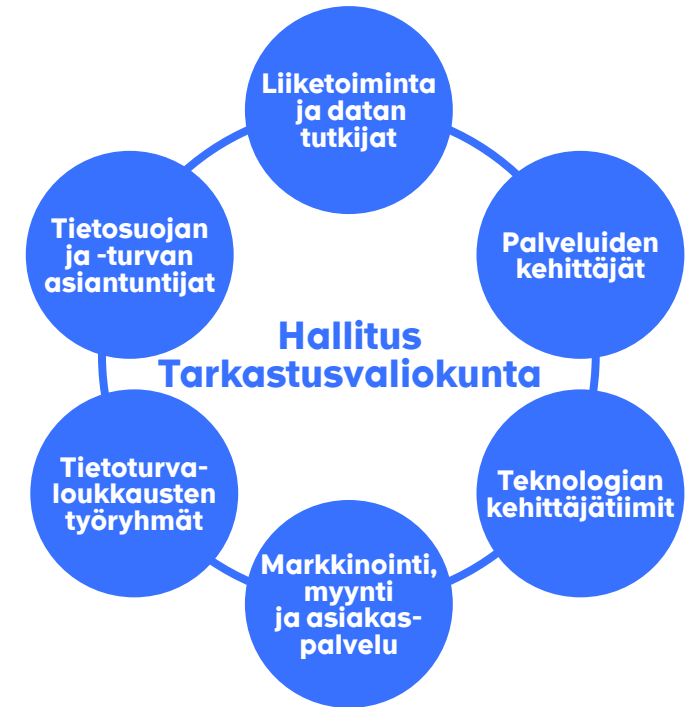 Liiketoiminta
ja datan
tutkijat
Palveluiden
kehittäjät
Teknologian
kehittäjätiimit
Markkinointi,
myynti
ja asiakas-
palvelu
Tietoturva-
loukkausten
työryhmät
Tietosuojan
ja -turvan
asiantuntijat
Hallitus
Tarkastusvaliokunta